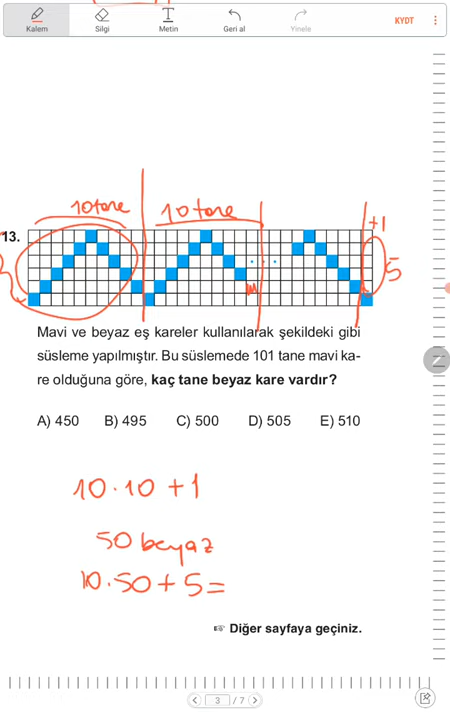 Kalem
Silgi
Metin
Geri al
Yinele
KYDT
10 tane
10 tane
+1
5
13.
Mavi ve beyaz eş kareler kullanılarak şekildeki gibi
süsleme yapılmıştır. Bu süslemede 101 tane mavi ka-
re olduğuna göre, kaç tane beyaz kare vardır?
A) 450 B) 495 C) 500 D) 505 E) 510
10.10 + 1
50 beyaz
10.50 + 5 =
Diğer sayfaya geçiniz.
3 / 7